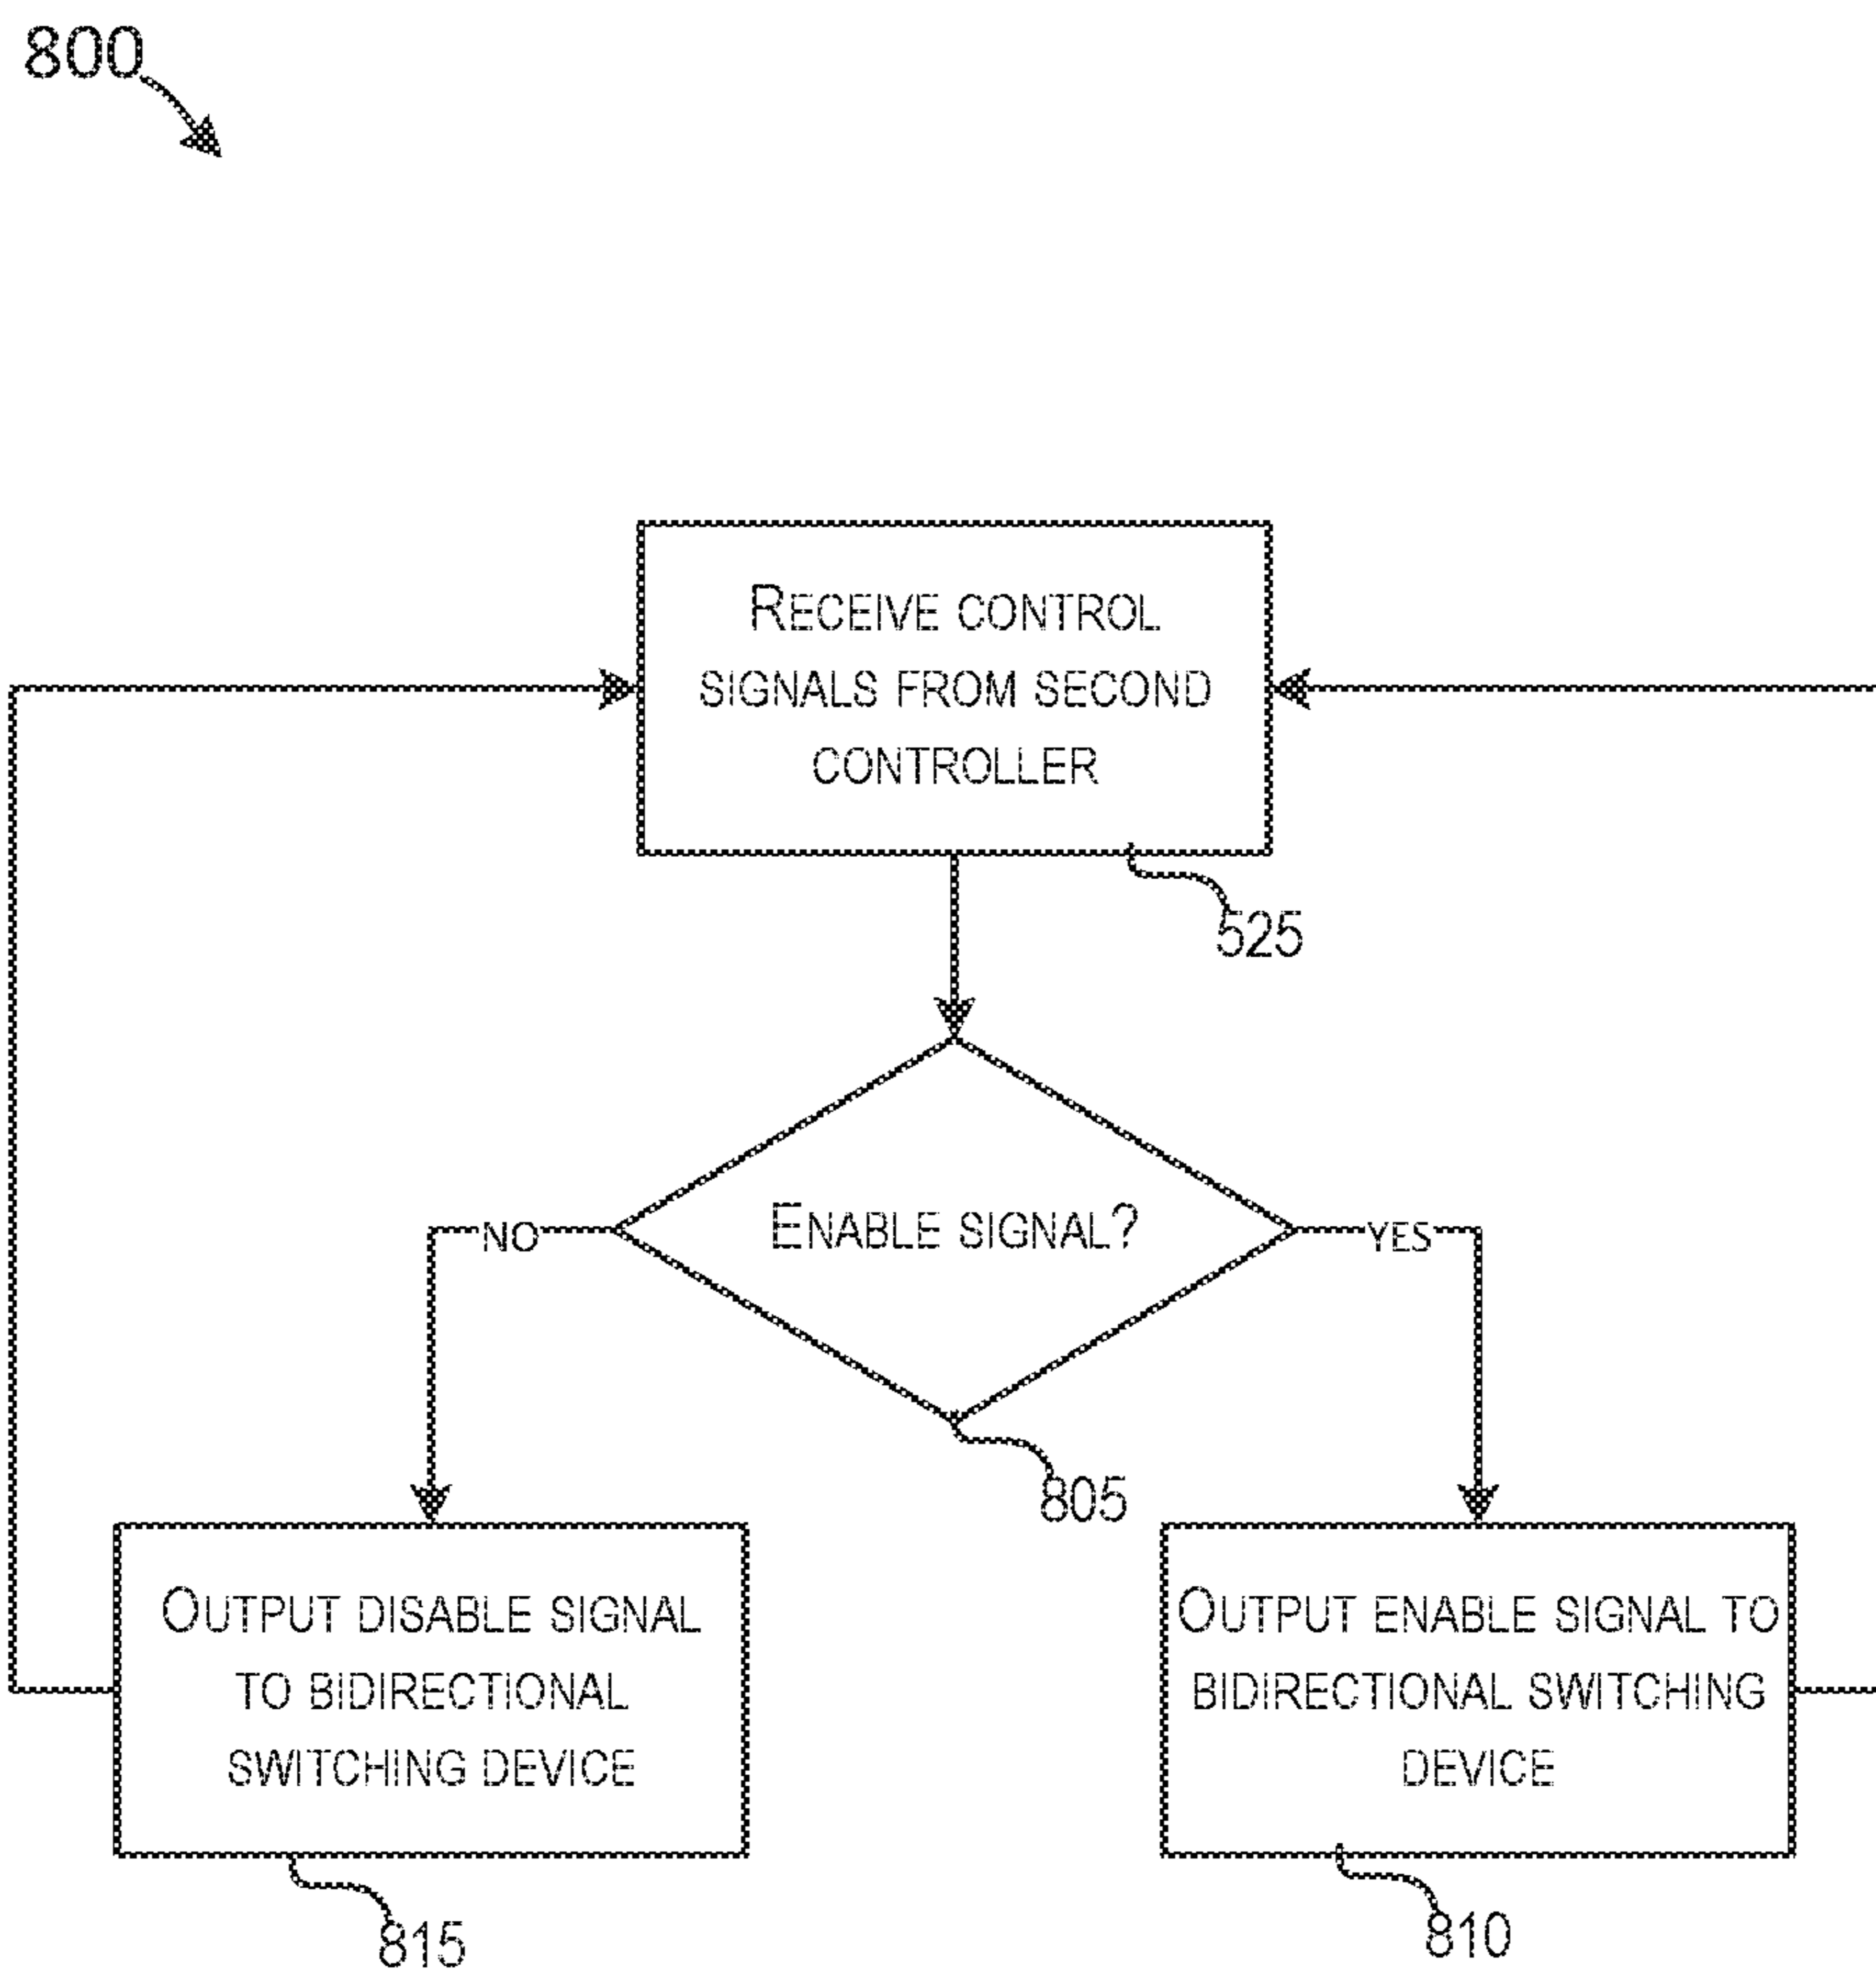 800
RECEIVE CONTROL
SIGNALS FROM SECOND
CONTROLLER
525
ENABLE SIGNAL?
NO
YES
805
OUTPUT DISABLE SIGNAL
TO BIDIRECTIONAL
SWITCHING DEVICE
815
OUTPUT ENABLE SIGNAL TO
BIDIRECTIONAL SWITCHING
DEVICE
810